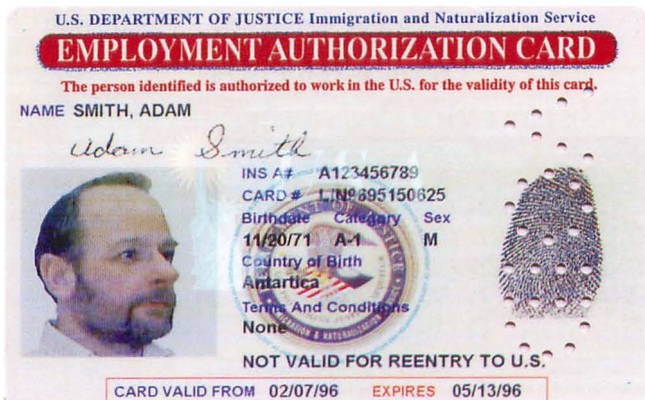 U.S. DEPARTMENT OF JUSTICE Immigration and Naturalization Service
EMPLOYMENT AUTHORIZATION CARD
The person identified is authorized to work in the U.S. for the validity of this card.
NAME SMITH, ADAM
Adam Smith
INS A# A123456789
CARD # LIN9695150625
Birthdate Category Sex
11/20/71 A-1 M
Country of Birth
Antartica
Terms And Conditions
None
NOT VALID FOR REENTRY TO U.S.
CARD VALID FROM 02/07/96 EXPIRES 05/13/96